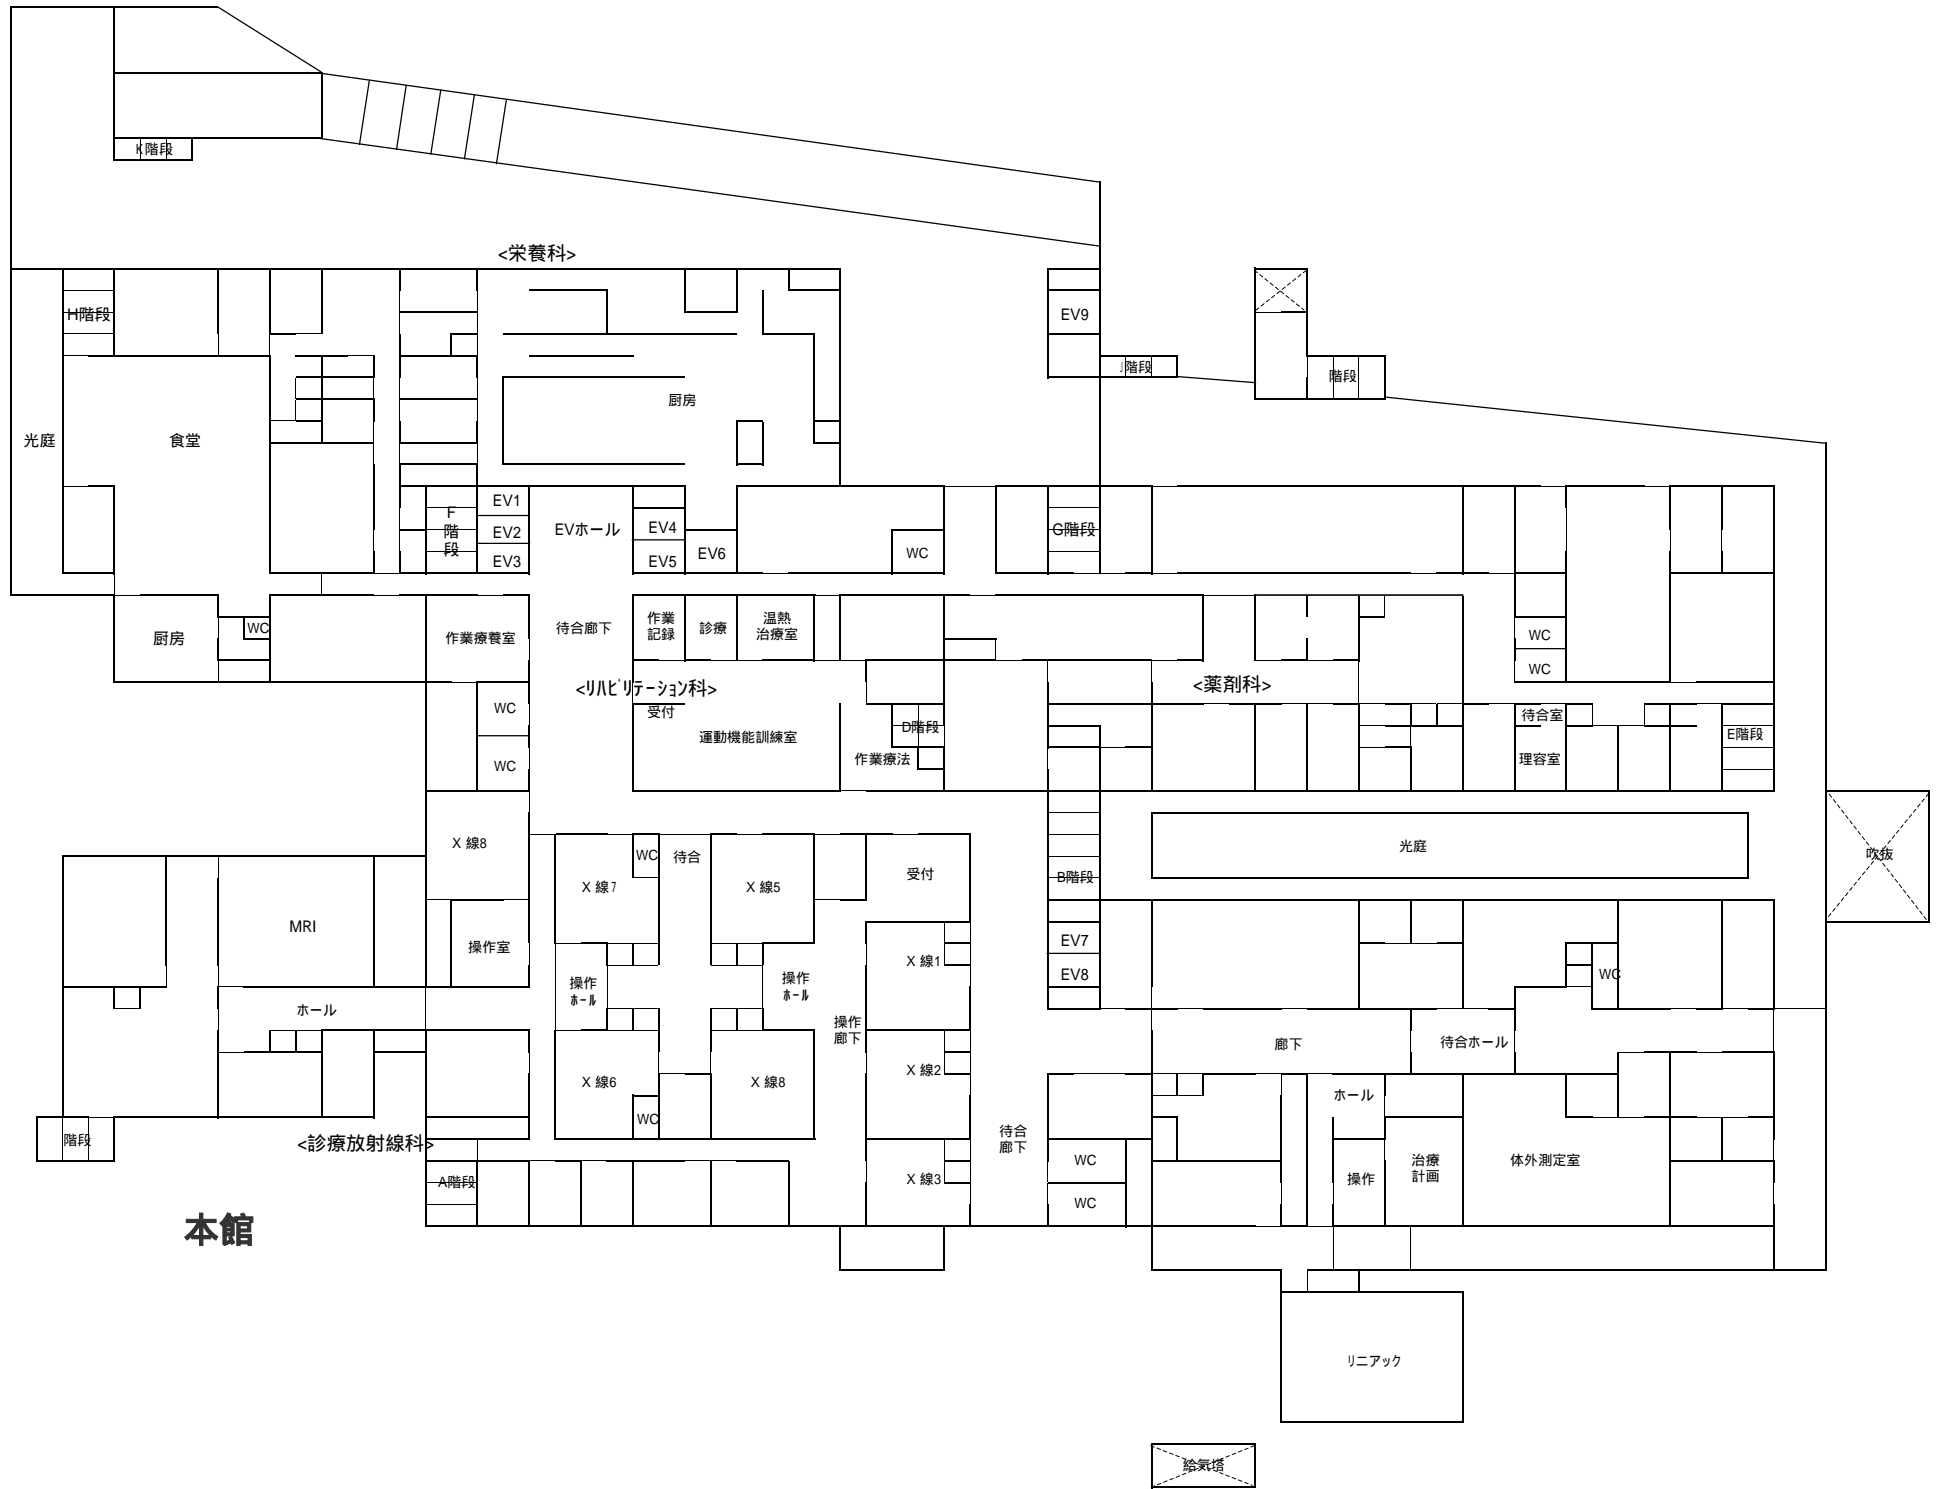 K階段
<栄養科>
H階段
EV9
J階段
階段
厨房
光庭
食堂
EV1
EV2
EV3
F
階
段
EVホール
EV4
EV5
EV6
WC
G階段
厨房
WC
作業療養室
待合廊下
作業
記録
診療
温熱
治療室
WC
WC
<ﾘﾊﾋﾞﾘﾃｰｼｮﾝ科>
受付
運動機能訓練室
D階段
作業療法
<薬剤科>
待合室
理容室
E階段
WC
WC
X 線8
X 線7
WC
待合
X 線5
受付
B階段
光庭
吹抜
MRI
操作室
操作
ﾎｰﾙ
操作
ﾎｰﾙ
X 線1
EV7
EV8
WC
ホール
操作
廊下
廊下
待合ホール
X 線6
WC
X 線8
X 線2
ホール
階段
<診療放射線科>
A階段
X 線3
待合
廊下
WC
WC
操作
治療
計画
体外測定室
本館
ﾘﾆｱｯｸ
給気塔